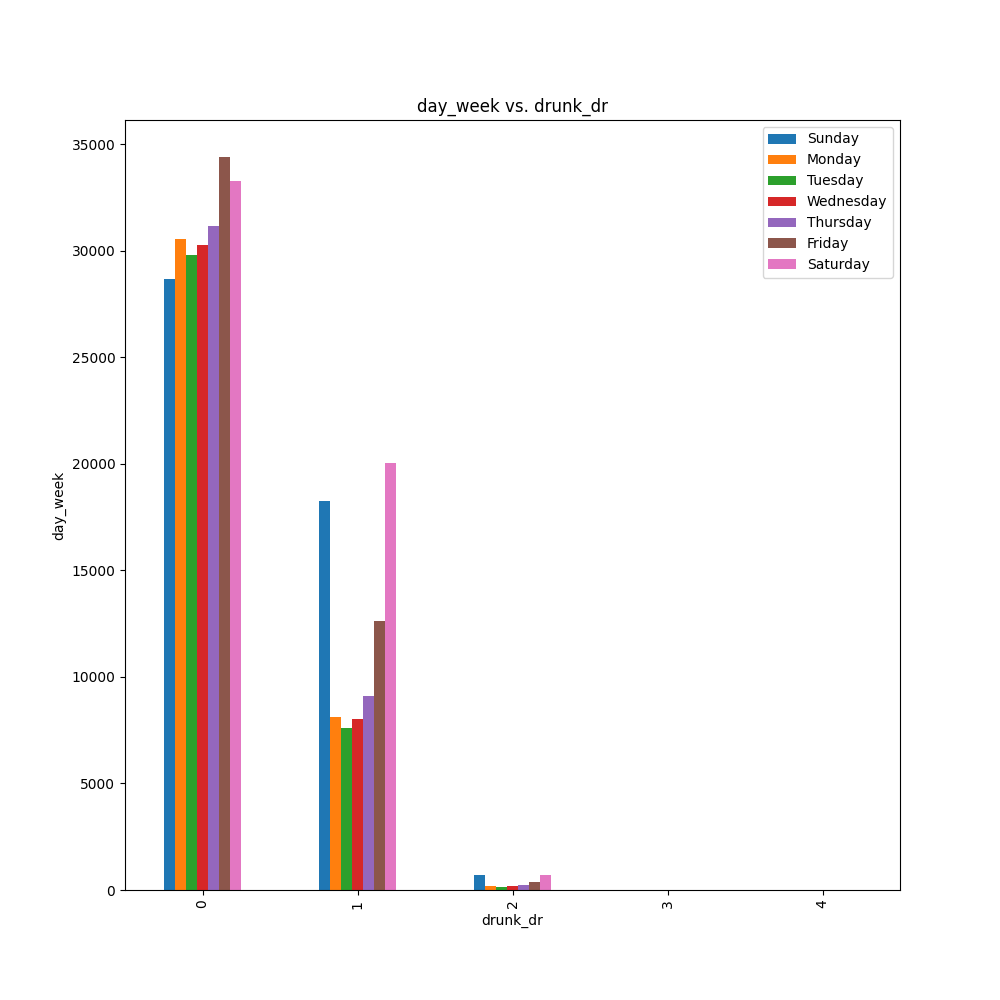 day_week vs. drunk_dr
Sunday
Monday
Tuesday
Wednesday
Thursday
Friday
Saturday
35000
30000
25000
20000
15000
10000
5000
0
day_week
0
1
2
3
4
drunk_dr